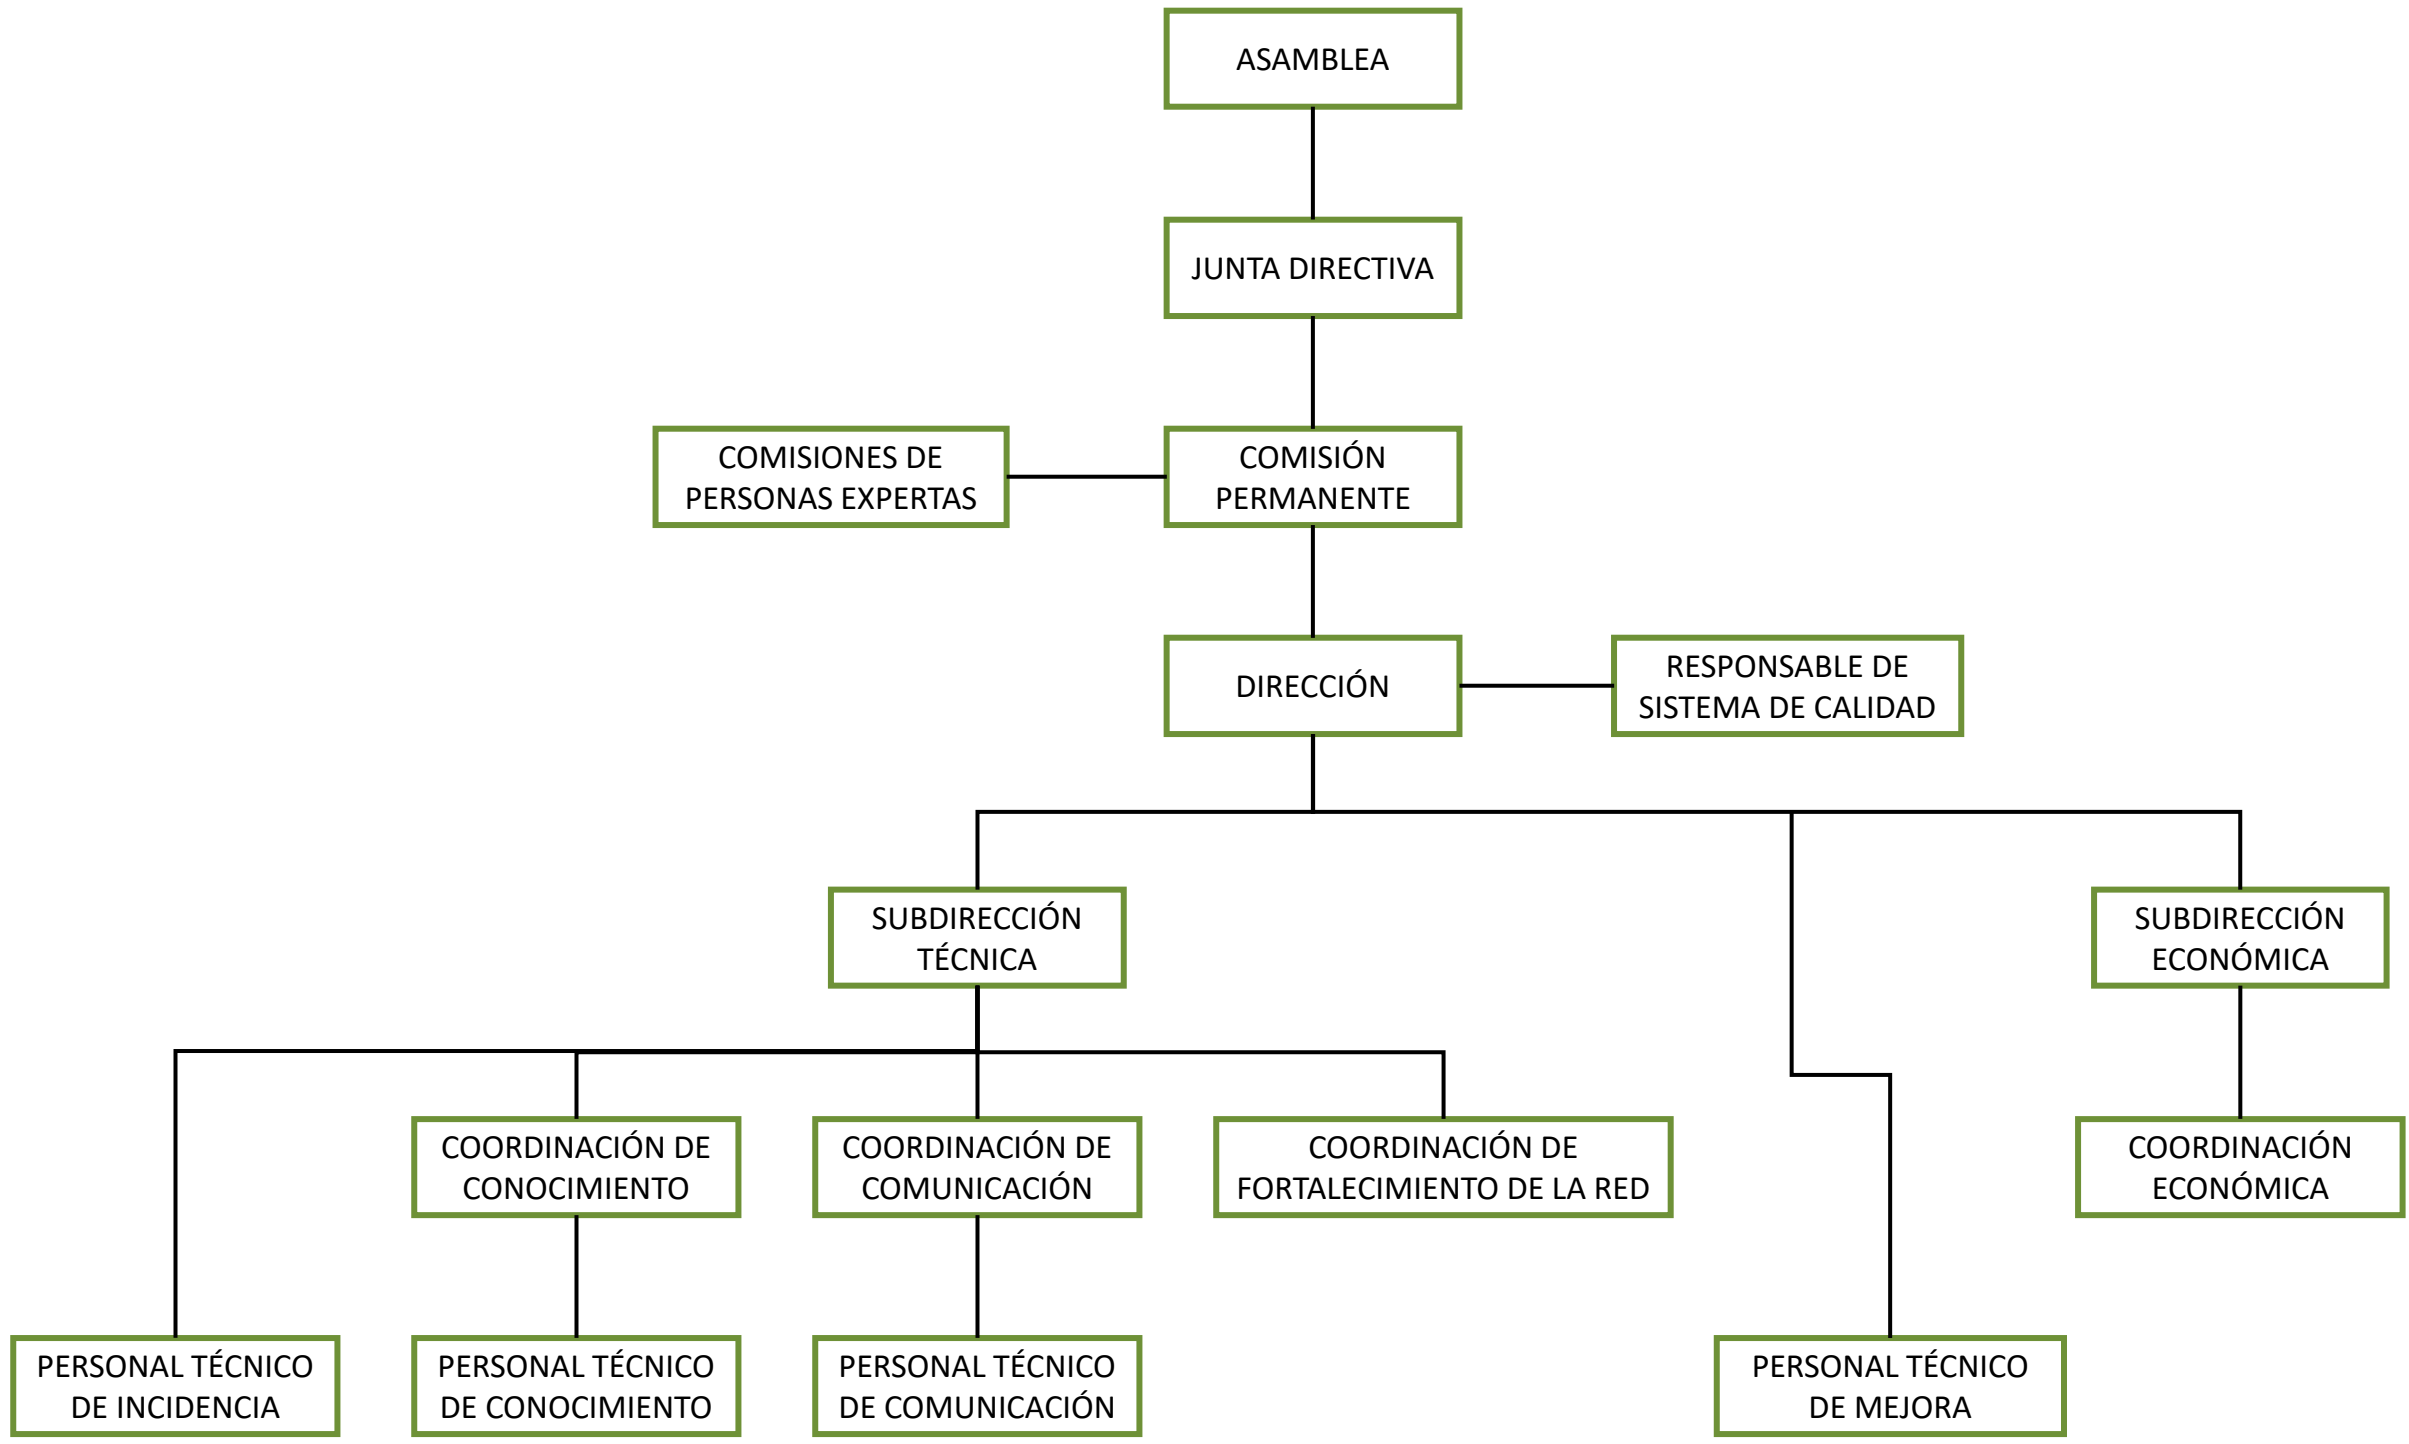 ASAMBLEA
JUNTA DIRECTIVA
COMISIONES DE
PERSONAS EXPERTAS
COMISIÓN
PERMANENTE
DIRECCIÓN
RESPONSABLE DE
SISTEMA DE CALIDAD
SUBDIRECCIÓN
TÉCNICA
SUBDIRECCIÓN
ECONÓMICA
COORDINACIÓN DE
CONOCIMIENTO
COORDINACIÓN DE
COMUNICACIÓN
COORDINACIÓN DE
FORTALECIMIENTO DE LA RED
COORDINACIÓN
ECONÓMICA
PERSONAL TÉCNICO
DE INCIDENCIA
PERSONAL TÉCNICO
DE CONOCIMIENTO
PERSONAL TÉCNICO
DE COMUNICACIÓN
PERSONAL TÉCNICO
DE MEJORA